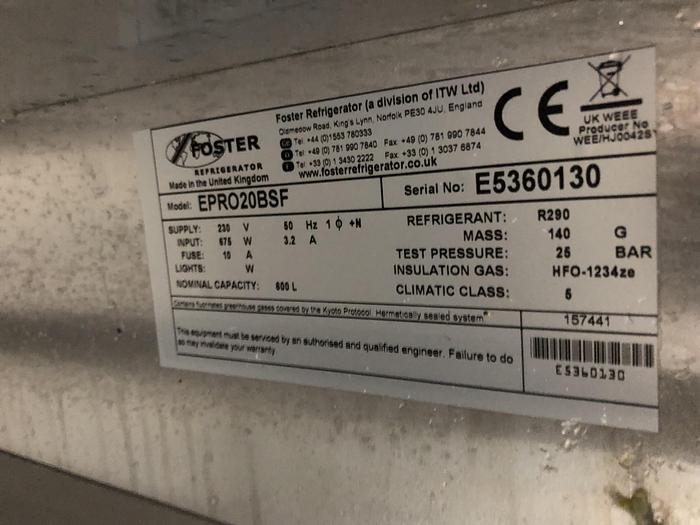 FOSTER
REFRIGERATOR
Made in the United Kingdom
Foster Refrigerator (a division of ITW Ltd)
Oldmedow Road, King's Lynn, Norfolk PE30 4JU, England
Tel +44 (0)1553 780333
Tel +49 (0) 781 990 7840 Fax +49 (0) 781 990 7844
Tel +33 (0) 1 3430 2222 Fax +33 (0) 1 3037 6874
www.fosterrefrigerator.co.uk
CE
UK WEEE
Producer No
WEE/HJ0042S
Model: EPRO20BSF
Serial No: E5360130
SUPPLY: 230 V 50 Hz 1 ϕ +N
INPUT: 675 W 3.2 A
FUSE: 10 A
LIGHTS: W
NOMINAL CAPACITY: 600 L
REFRIGERANT: R290
MASS: 140 G
TEST PRESSURE: 25 BAR
INSULATION GAS: HFO-1234ze
CLIMATIC CLASS: 5
Contains fluorinated greenhouse gases covered by the Kyoto Protocol. Hermetically sealed system"
157441
This equipment must be serviced by an authorised and qualified engineer. Failure to do
so may invalidate your warranty.
E5360130